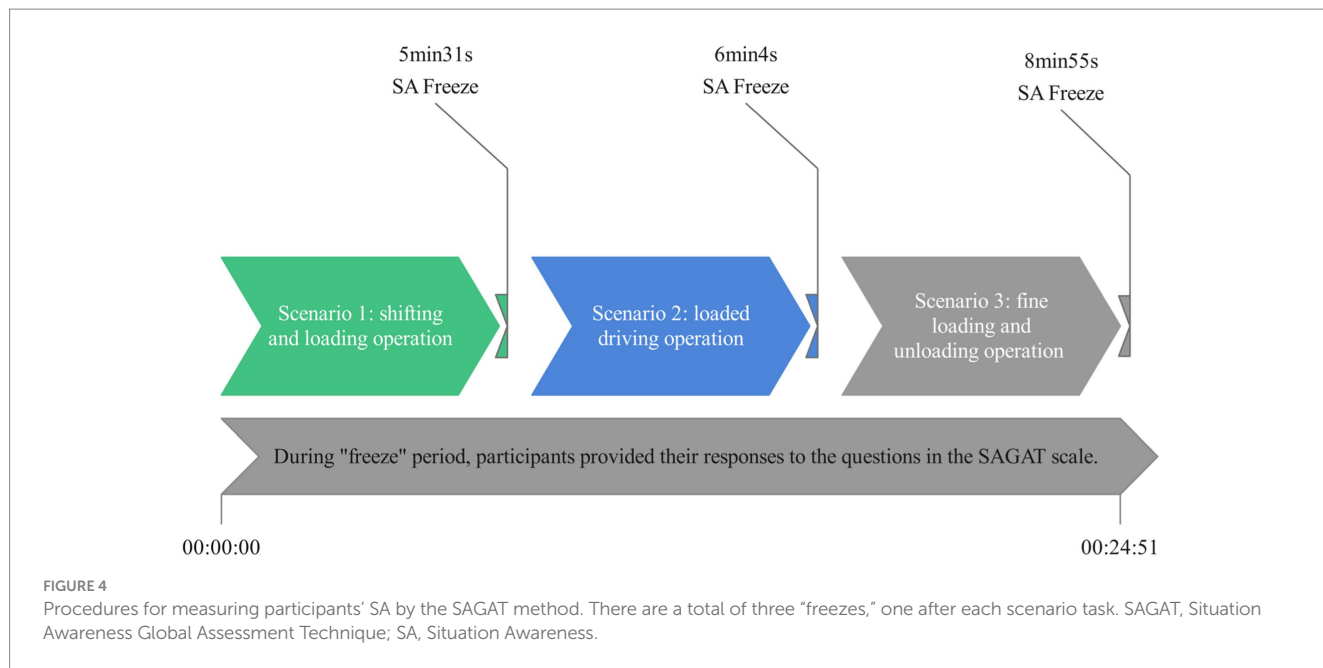 5min31s
SA Freeze
6min4s
SA Freeze
8min55s
SA Freeze
Scenario 1: shifting
and loading operation
Scenario 2: loaded
driving operation
Scenario 3: fine
loading and
unloading operation
During "freeze" period, participants provided their responses to the questions in the SAGAT scale.
00:00:00
00:24:51
FIGURE 4
Procedures for measuring participants’ SA by the SAGAT method. There are a total of three “freezes,” one after each scenario task. SAGAT, Situation
Awareness Global Assessment Technique; SA, Situation Awareness.